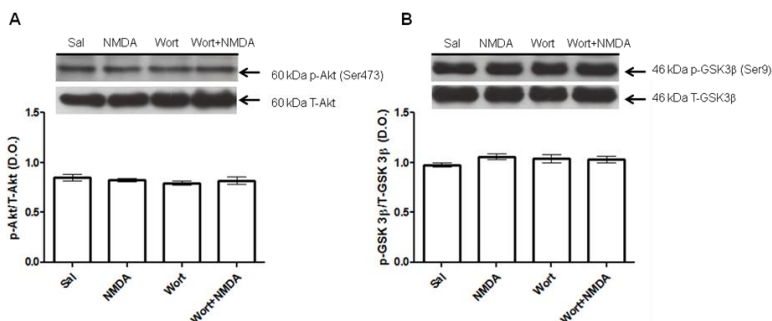 A
Sal NMDA Wort Wort+NMDA
60 kDa p-Akt (Ser473)
60 kDa T-Akt
p-Akt/T-Akt (D.O.)
1.5
1.0
0.5
0.0
Sal NMDA Wort Wort+NMDA
B
Sal NMDA Wort Wort+NMDA
46 kDa p-GSK3β (Ser9)
46 kDa T-GSK3β
p-GSK 3β/T-GSK 3β (D.O.)
1.5
1.0
0.5
0.0
Sal NMDA Wort Wort+NMDA